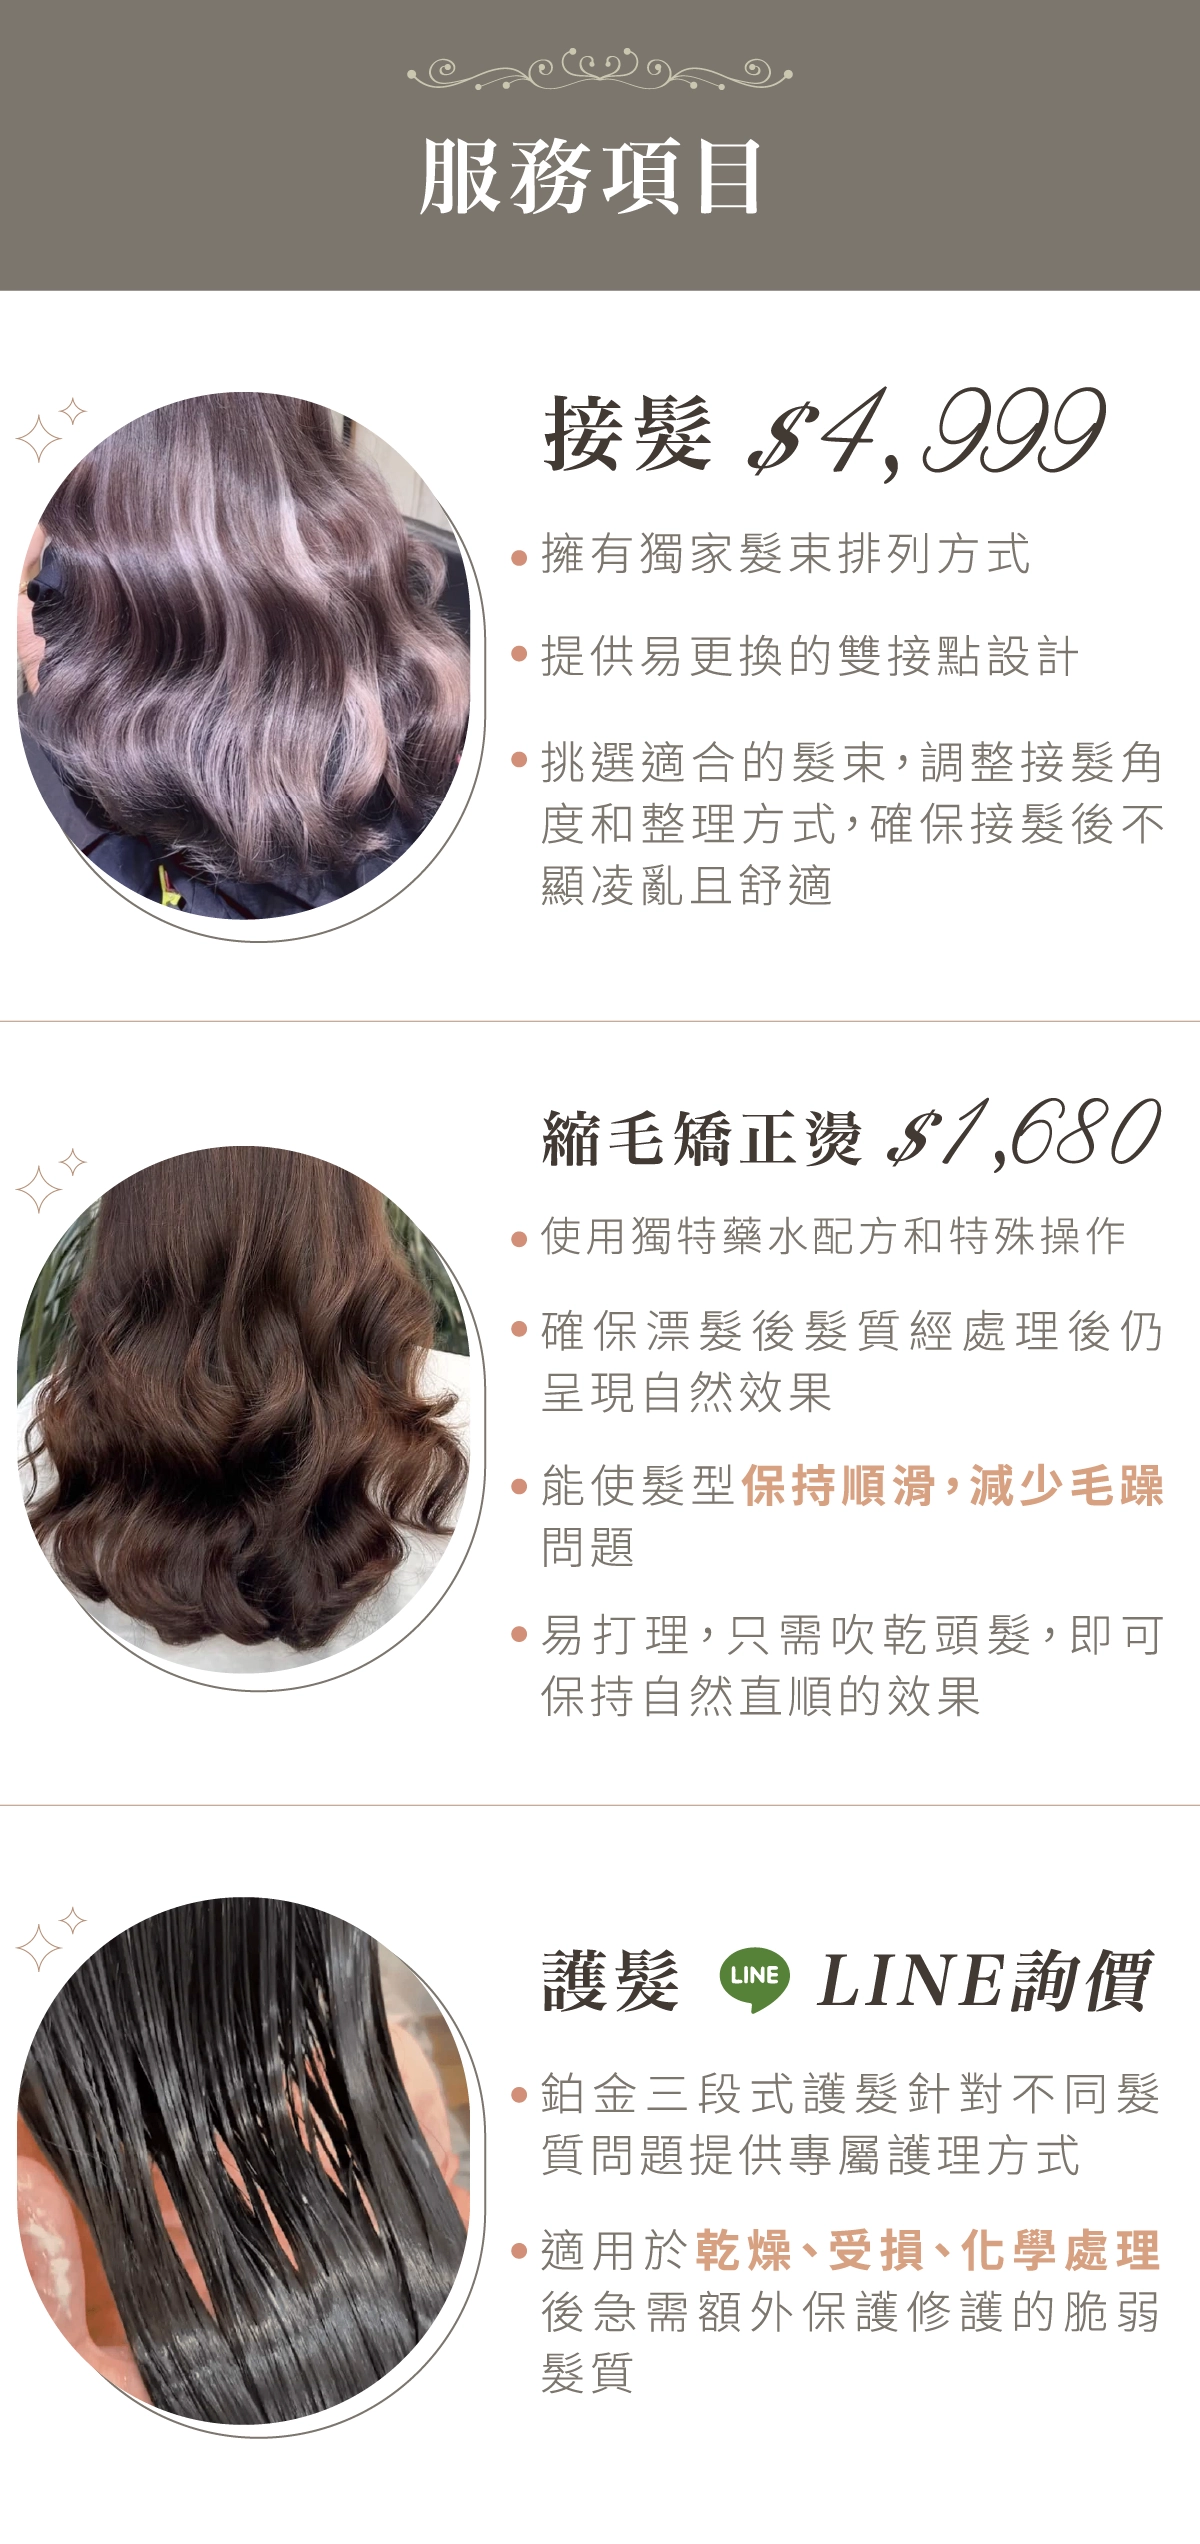 服務項目
接髮 $4,999
擁有獨家髮束排列方式
提供易更換的雙接點設計
挑選適合的髮束，調整接髮角
度和整理方式，確保接髮後不
顯凌亂且舒適
縮毛矯正燙 $1,680
使用獨特藥水配方和特殊操作
確保漂髮後髮質經處理後仍
呈現自然效果
能使髮型保持順滑，減少毛躁
問題
易打理，只需吹乾頭髮，即可
保持自然直順的效果
護髮 LINE LINE詢價
鉑金三段式護髮針對不同髮
質問題提供專屬護理方式
適用於乾燥、受損、化學處理
後急需額外保護修護的脆弱
髮質